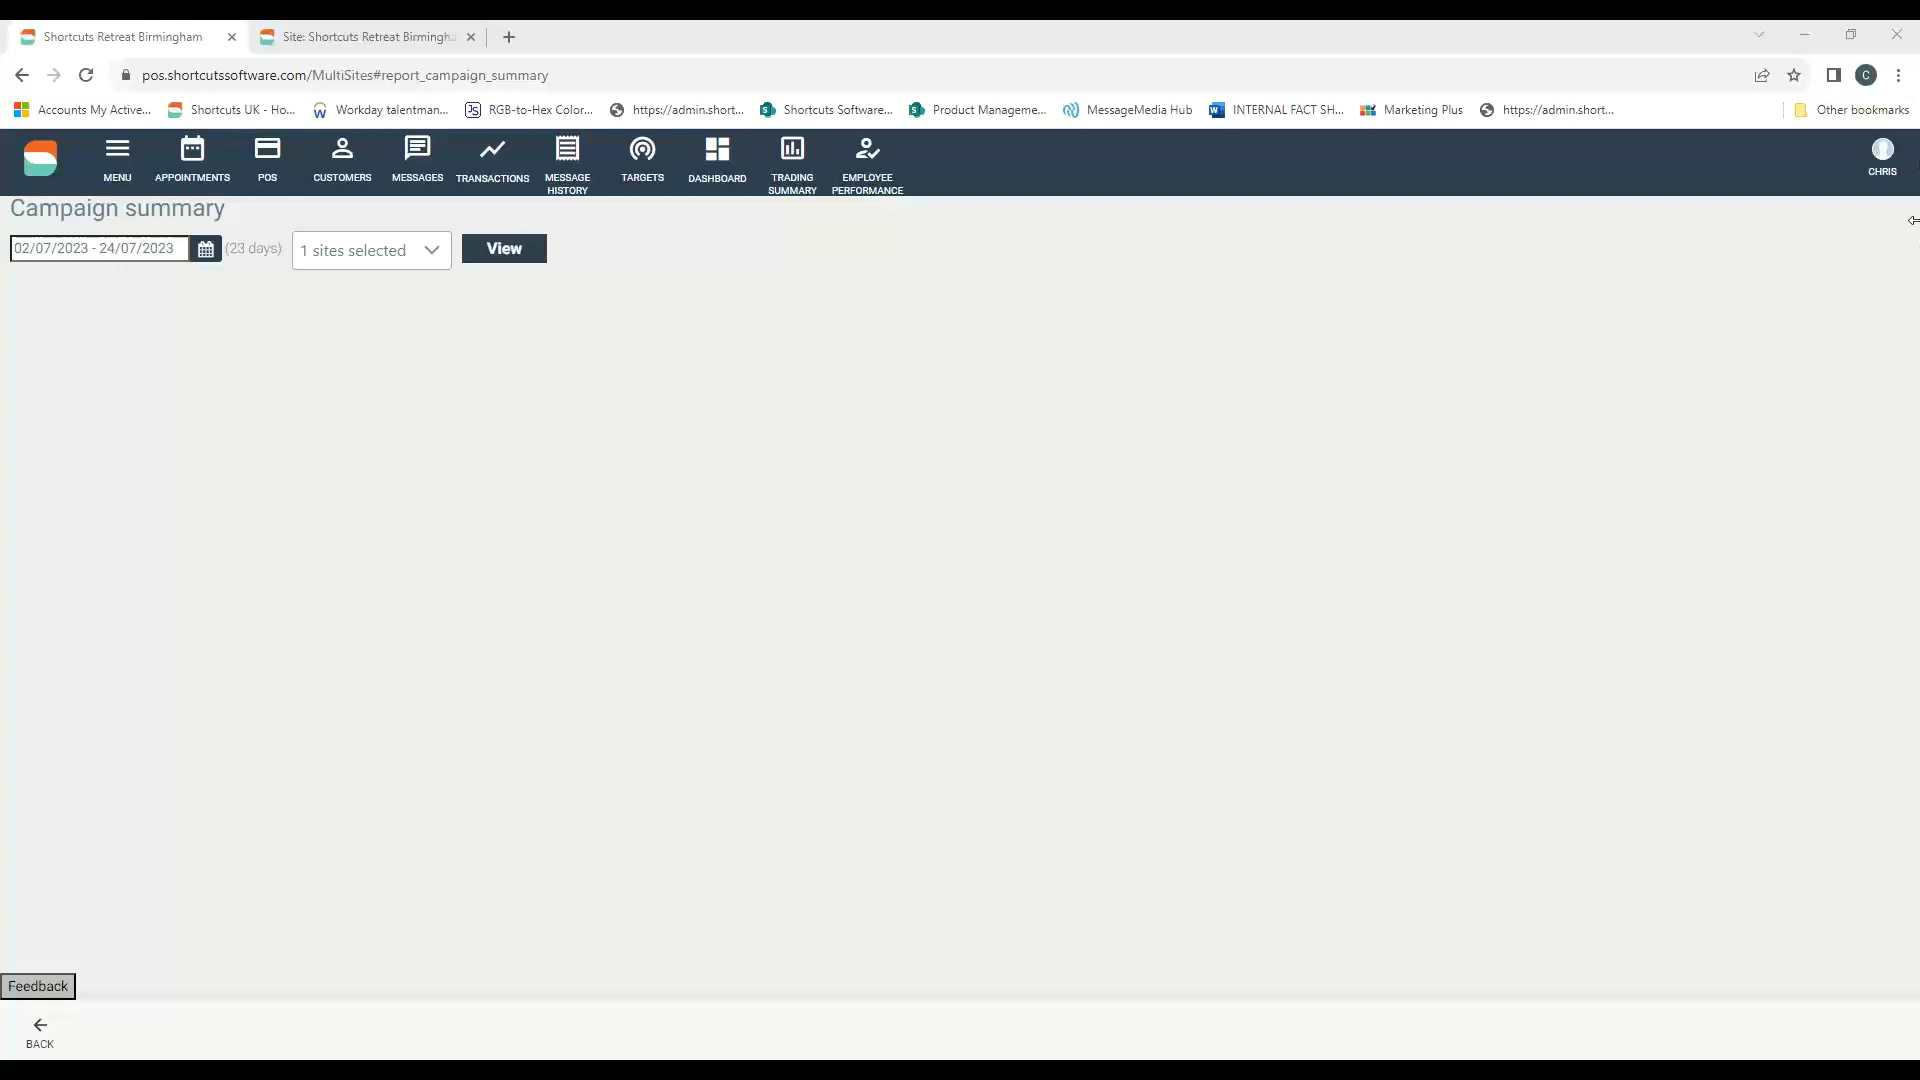 Shortcuts Retreat Birmingham
Site: Shortcuts Retreat Birmingha
pos.shortcutssoftware.com/MultiSites#report_campaign_summary
C
Accounts My Active...
Shortcuts UK - Ho...
Workday talentman...
JS RGB-to-Hex Color...
https://admin.short...
Shortcuts Software...
Product Manageme...
MessageMedia Hub
INTERNAL FACT SH...
Marketing Plus
https://admin.short...
Other bookmarks
MENU
APPOINTMENTS
POS
CUSTOMERS
MESSAGES
TRANSACTIONS
MESSAGE
HISTORY
TARGETS
DASHBOARD
TRADING
SUMMARY
EMPLOYEE
PERFORMANCE
CHRIS
Campaign summary
02/07/2023 - 24/07/2023
(23 days)
1 sites selected
View
Feedback
BACK